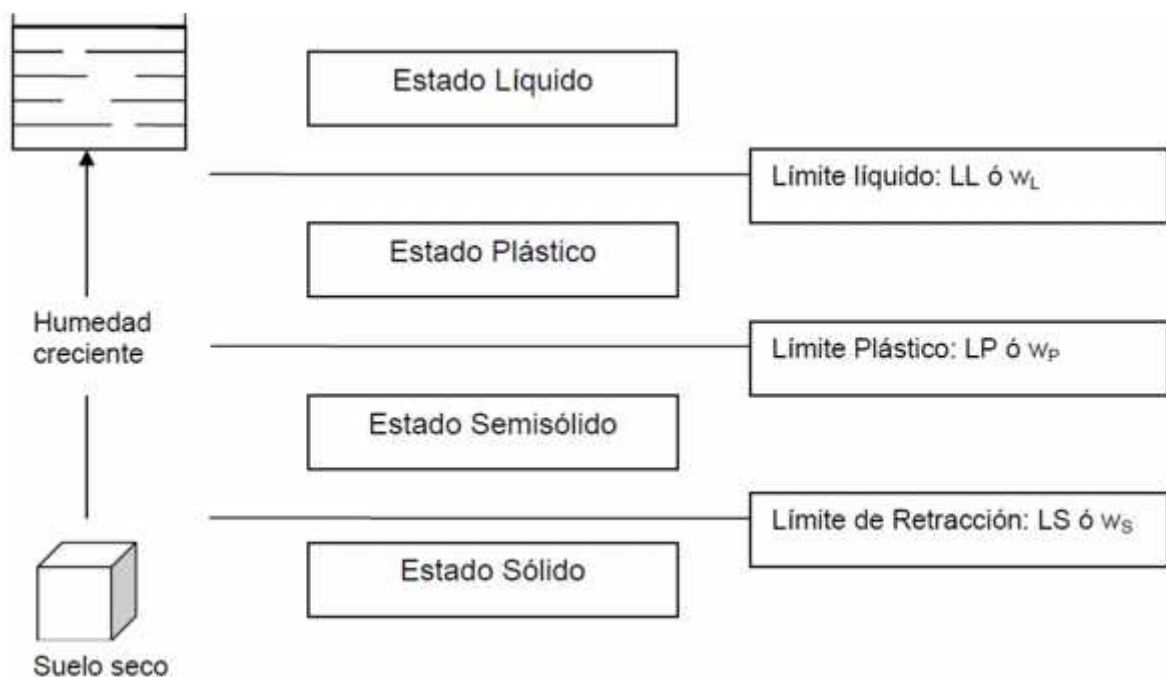 Estado Líquido
Límite líquido: LL ó wL
Estado Plástico
Humedad
creciente
Límite Plástico: LP ó wP
Estado Semisólido
Límite de Retracción: LS ó wS
Estado Sólido
Suelo seco